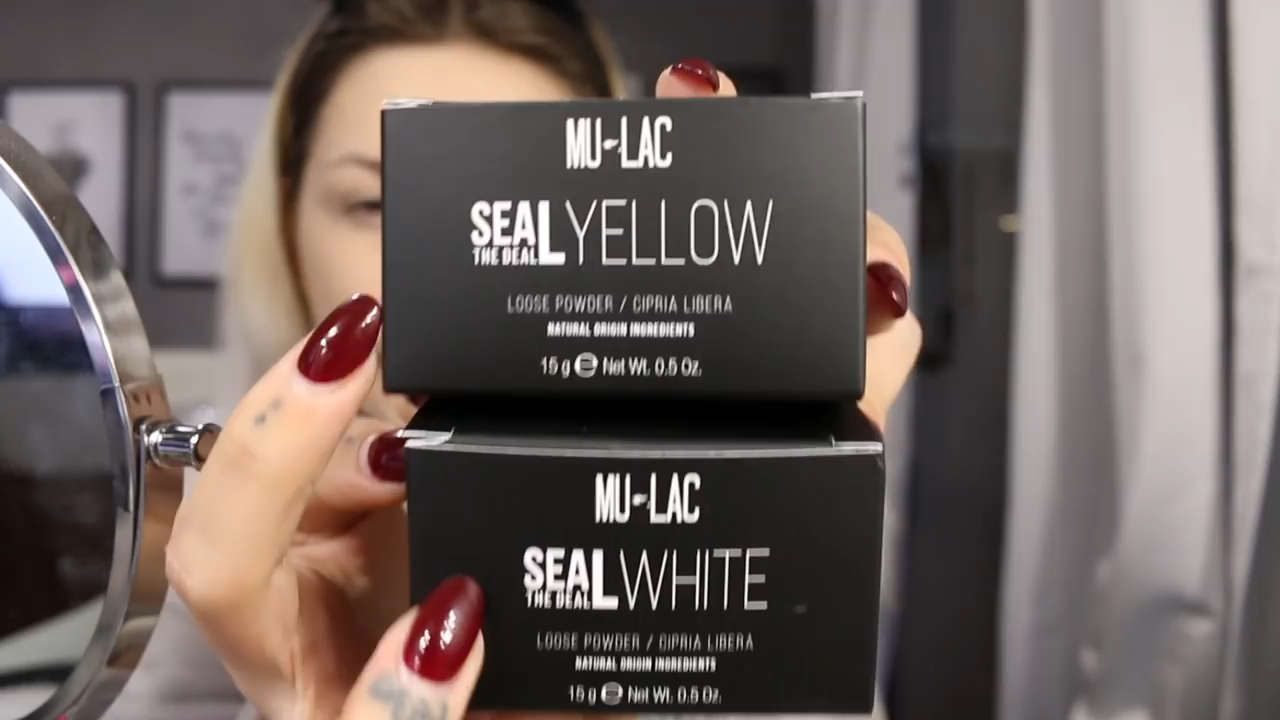 MU LAC
SEAL YELLOW
THE DEAL
LOOSE POWDER / CIPRIA LIBERA
NATURAL ORIGIN INGREDIENTS
15 g e Net Wt. 0.5 Oz.
MU LAC
SEAL WHITE
THE DEAL
LOOSE POWDER / CIPRIA LIBERA
NATURAL ORIGIN INGREDIENTS
15 g e Net Wt. 0.5 Oz.